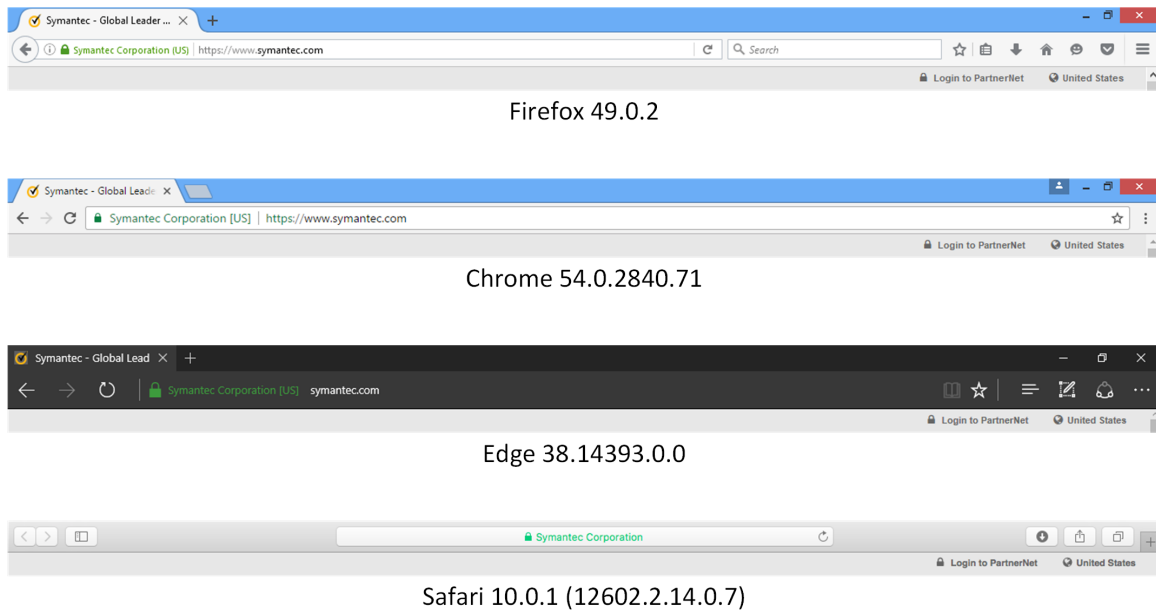 Symantec - Global Leader ...
Symantec Corporation (US) https://www.symantec.com Search
Login to PartnerNet United States
Firefox 49.0.2
Symantec - Global Leade
Symantec Corporation [US] https://www.symantec.com
Login to PartnerNet United States
Chrome 54.0.2840.71
Symantec - Global Lead
Symantec Corporation [US] symantec.com
Login to PartnerNet United States
Edge 38.14393.0.0
Symantec Corporation
Login to PartnerNet United States
Safari 10.0.1 (12602.2.14.0.7)